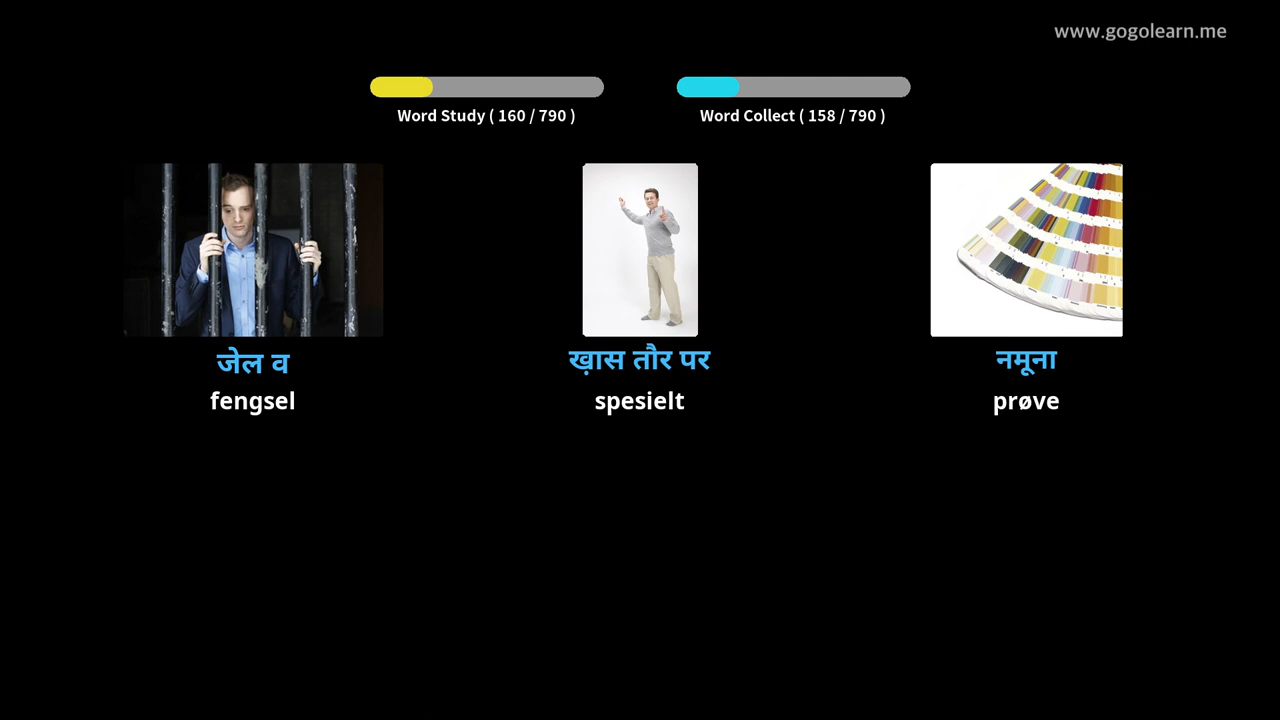 www.gogolearn.me
Word Study ( 160 / 790 )
Word Collect ( 158 / 790 )
जेल व
ख़ास तौर पर
नमूना
fengsel
spesielt
prøve